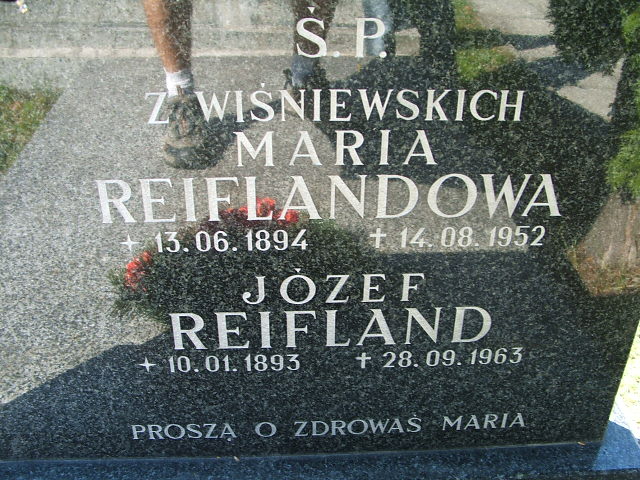 Ś.P.
Z WIŚNIEWSKICH
MARIA
REIFLANDOWA
13.06.1894 14.08.1952
JÓZEF
REIFLAND
10.01.1893 28.09.1963
PROSZĄ O ZDROWAŚ MARIA